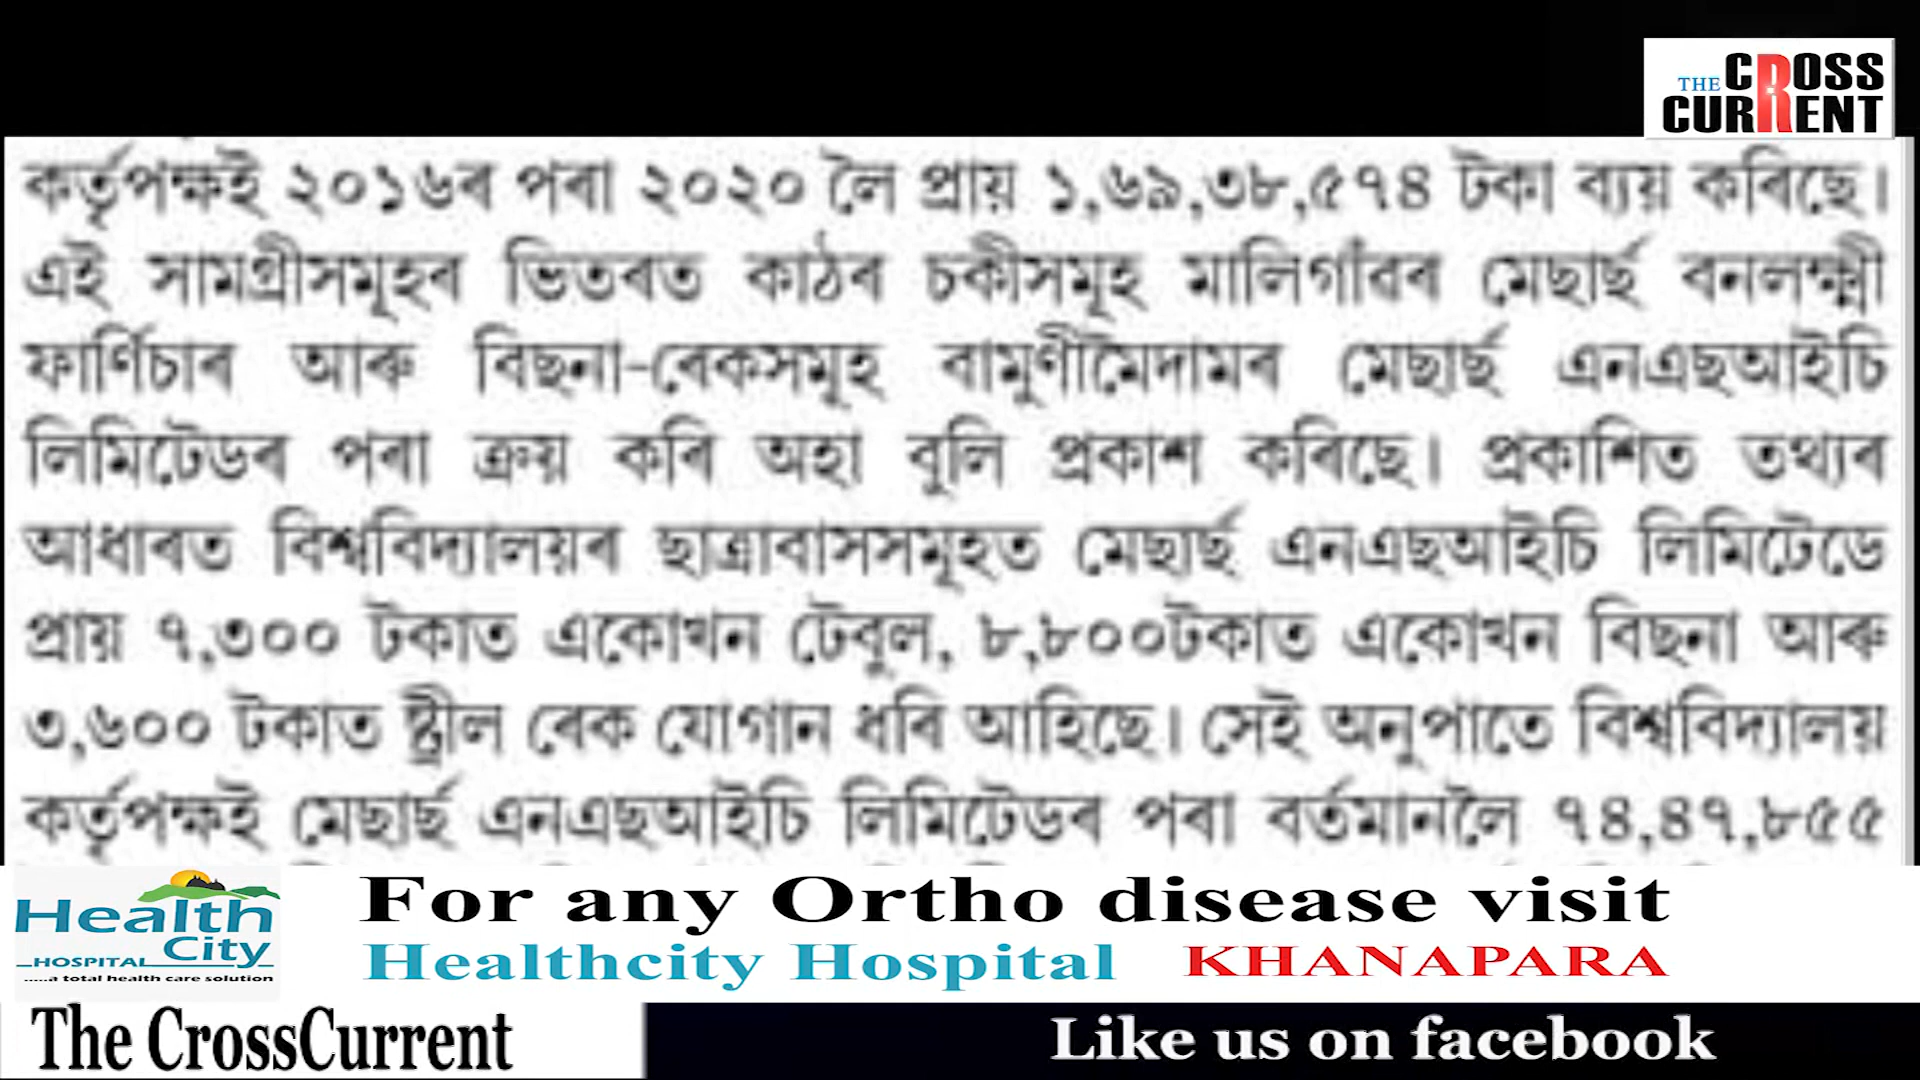 THE CROSS
CURRENT
কৰ্তৃপক্ষই ২০১৬ৰ পৰা ২০২০ লৈ প্ৰায় ১,৬৯,৩৮,৫৭৪ টকা ব্যয় কৰিছে।
এই সামগ্ৰীসমূহৰ ভিতৰত কাঠৰ চকীসমূহ মালিগাঁৱৰ মেছাৰ্ছ বনলক্ষ্মী
ফাৰ্ণিচাৰ আৰু বিছনা-ৰেকসমূহ বামুণীমৈদামৰ মেছাৰ্ছ এনএছআইচি
লিমিটেডৰ পৰা ক্ৰয় কৰি অহা বুলি প্ৰকাশ কৰিছে। প্ৰকাশিত তথ্যৰ
আধাৰত বিশ্ববিদ্যালয়ৰ ছাত্ৰাবাসসমূহত মেছাৰ্ছ এনএছআইচি লিমিটেডে
প্ৰায় ৭,৩০০ টকাত একোখন টেবুল, ৮,৮০০টকাত একোখন বিছনা আৰু
৩,৬০০ টকাত ষ্ট্ৰীল ৰেক যোগান ধৰি আহিছে। সেই অনুপাতে বিশ্ববিদ্যালয়
কৰ্তৃপক্ষই মেছাৰ্ছ এনএছআইচি লিমিটেডৰ পৰা বৰ্তমানলৈ ৭৪,৪৭,৮৫৫
Health
City
HOSPITAL
.....a total health care solution
For any Ortho disease visit
Healthcity Hospital KHANAPARA
The CrossCurrent
Like us on facebook